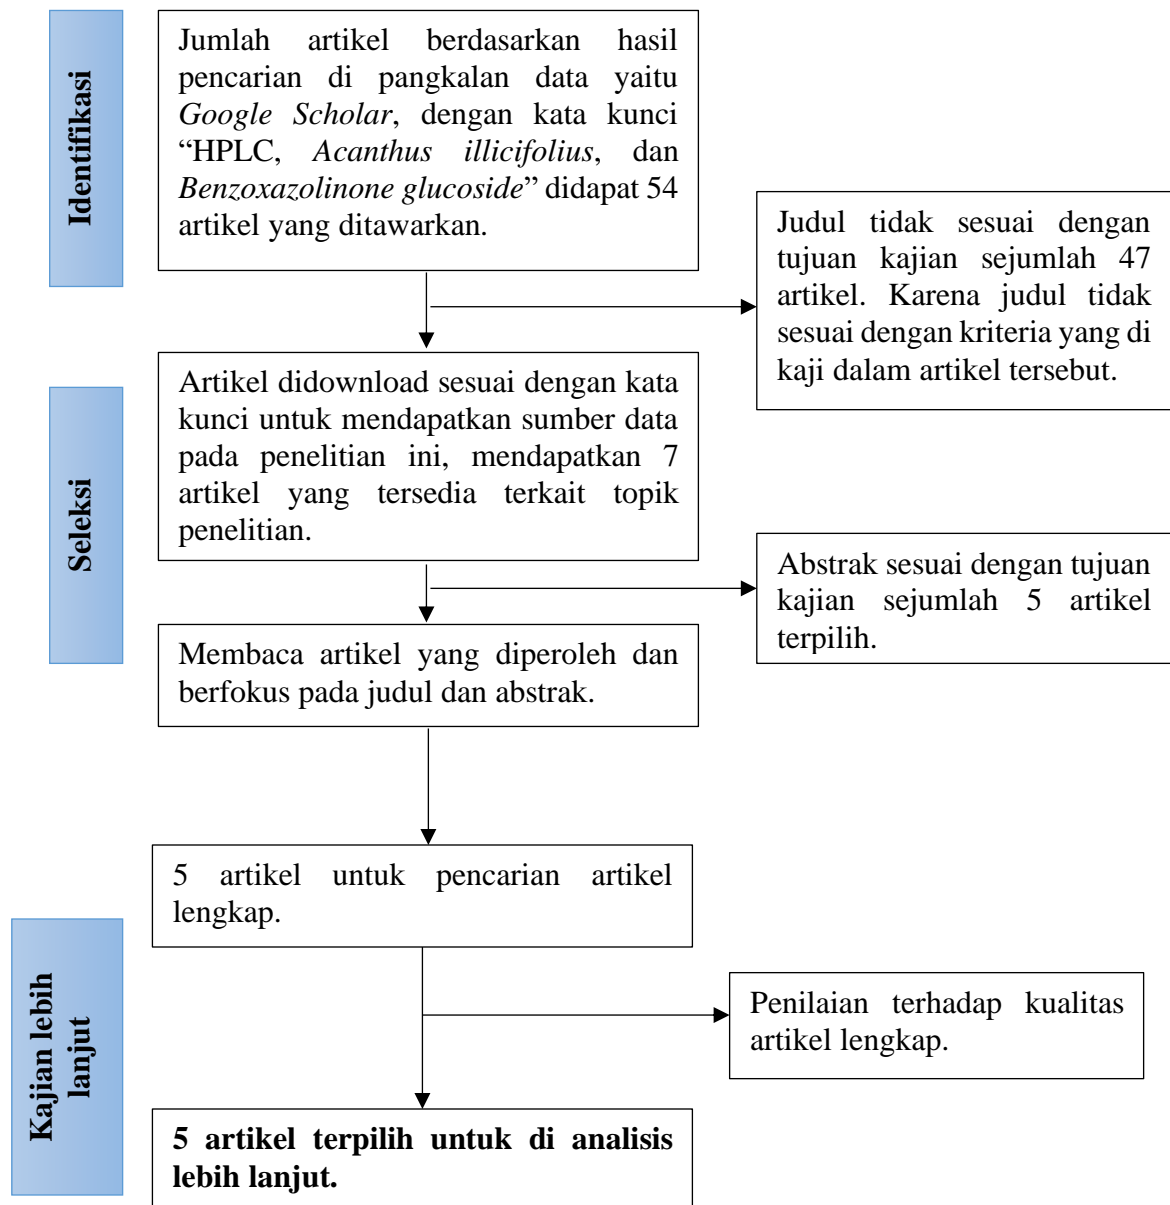 Identifikasi
Jumlah artikel berdasarkan hasil
pencarian di pangkalan data yaitu
Google Scholar, dengan kata kunci
“HPLC, Acanthus illicifolius, dan
Benzoxazolinone glucoside” didapat 54
artikel yang ditawarkan.
Judul tidak sesuai dengan
tujuan kajian sejumlah 47
artikel. Karena judul tidak
sesuai dengan kriteria yang di
kaji dalam artikel tersebut.
Seleksi
Artikel didownload sesuai dengan kata
kunci untuk mendapatkan sumber data
pada penelitian ini, mendapatkan 7
artikel yang tersedia terkait topik
penelitian.
Abstrak sesuai dengan tujuan
kajian sejumlah 5 artikel
terpilih.
Membaca artikel yang diperoleh dan
berfokus pada judul dan abstrak.
5 artikel untuk pencarian artikel
lengkap.
Kajian lebih
lanjut
Penilaian terhadap kualitas
artikel lengkap.
5 artikel terpilih untuk di analisis
lebih lanjut.